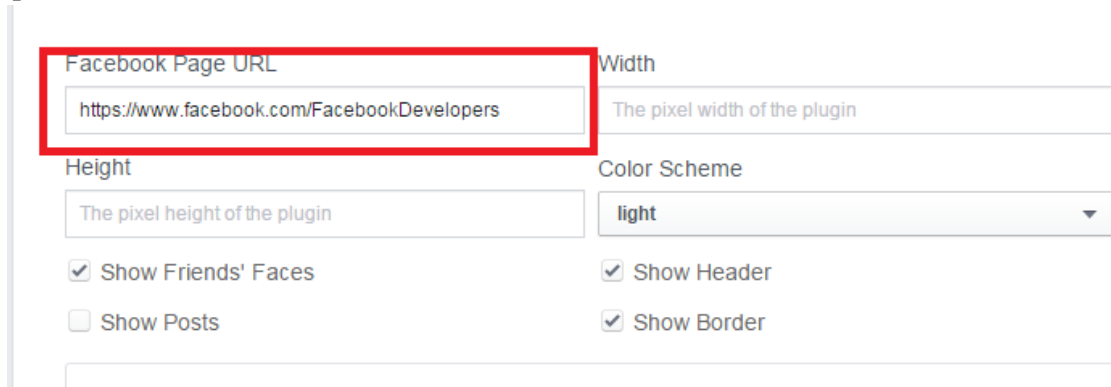 Facebook Page URL
Width
https://www.facebook.com/FacebookDevelopers
The pixel width of the plugin
Height
Color Scheme
The pixel height of the plugin
light
Show Friends' Faces
Show Header
Show Posts
Show Border